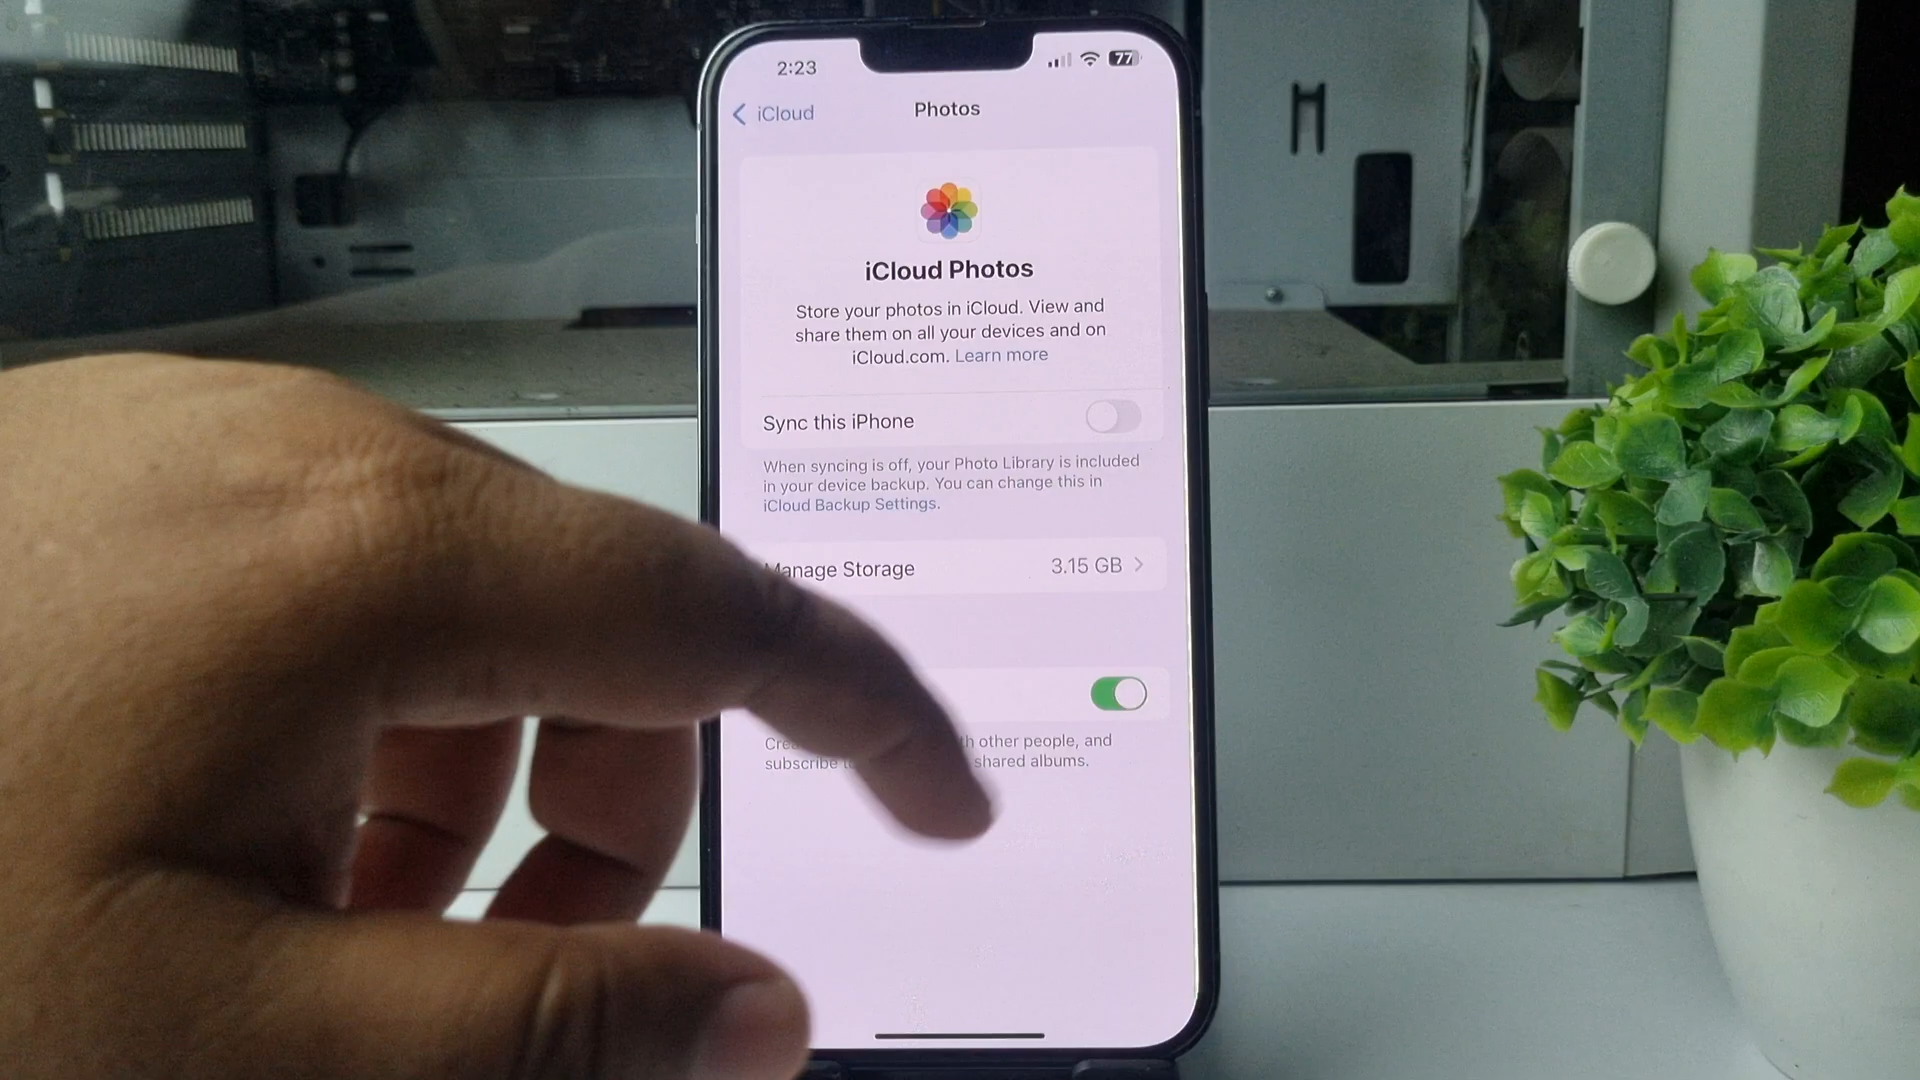 2:23
77
iCloud
Photos
iCloud Photos
Store your photos in iCloud. View and
share them on all your devices and on
iCloud.com. Learn more
Sync this iPhone
When syncing is off, your Photo Library is included
in your device backup. You can change this in
iCloud Backup Settings.
Manage Storage
3.15 GB
other people, and
subscribe
shared albums.